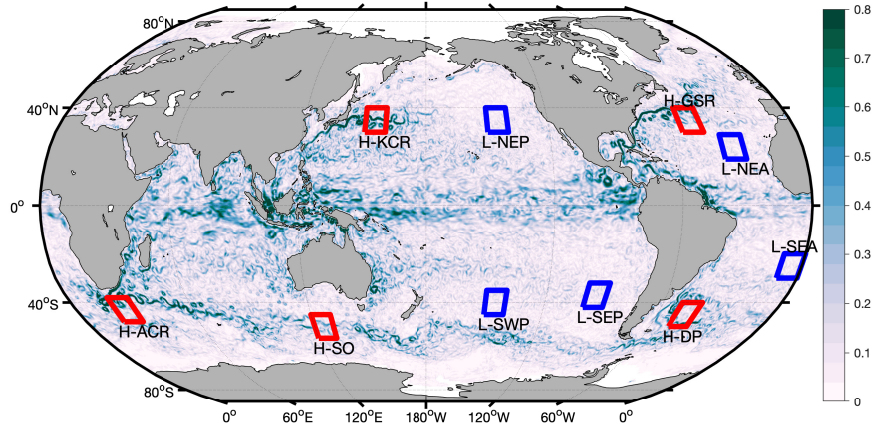 80°N
0.8
0.7
40°N
H-GSR
0.6
H-KCR
L-NEP
L-NEA
0.5
0°
0.4
L-SEA
0.3
40°S
L-SWP
L-SEP
0.2
H-ACR
H-SO
H-DP
0.1
80°S
0
0°
60°E
120°E
180°W
120°W
60°W
0°